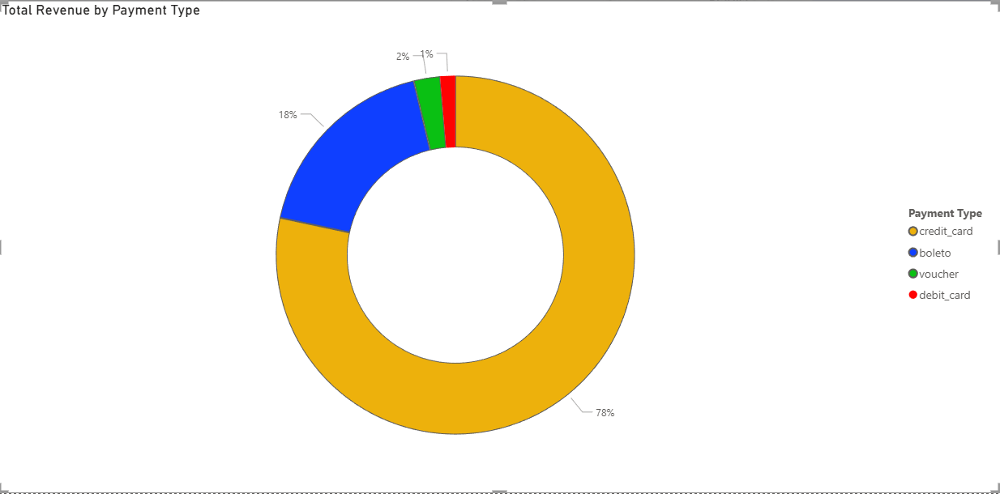 Total Revenue by Payment Type
2%
1%
18%
78%
Payment Type
credit_card
boleto
voucher
debit_card